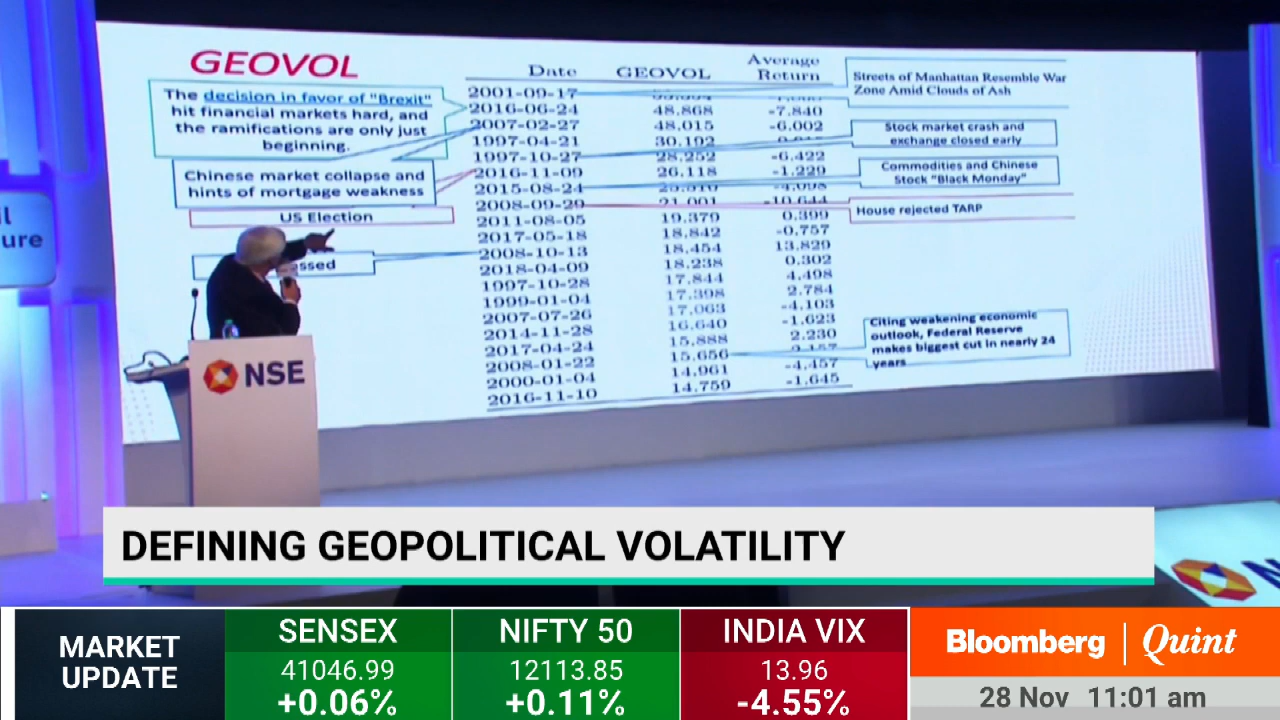 GEOVOL
The decision in favor of "Brexit"
hit financial markets hard, and
the ramifications are only just
beginning.
Chinese market collapse and
hints of mortgage weakness
US Election
ssed
Date GEOVOL Average Return
2001-09-17
2016-06-24 48.868 -7.840
2007-02-27 48.015 -6.002
1997-04-21 30.192
1997-10-27 28.252 -6.422
2016-11-09 26.118 -1.229
2015-08-24 -4.098
2008-09-29 21.001 -10.644
2011-08-05 19.379 0.399
2017-05-18 18.842 -0.757
2008-10-13 18.454 13.829
2018-04-09 18.238 0.302
1997-10-28 17.844 4.498
1999-01-04 17.398 2.784
2007-07-26 17.063 -4.103
2014-11-28 16.640 -1.623
2017-04-24 15.888 2.230
2008-01-22 15.656
2000-01-04 14.961 -4.457
2016-11-10 14.759 -1.645
Streets of Manhattan Resemble War
Zone Amid Clouds of Ash
Stock market crash and
exchange closed early
Commodities and Chinese
Stock "Black Monday"
House rejected TARP
Citing weakening economic
outlook, Federal Reserve
makes biggest cut in nearly 24
years
il
ure
NSE
DEFINING GEOPOLITICAL VOLATILITY
MARKET
UPDATE
SENSEX
41046.99
+0.06%
NIFTY 50
12113.85
+0.11%
INDIA VIX
13.96
-4.55%
Bloomberg | Quint
28 Nov 11:01 am